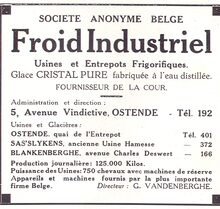 SOCIETE ANONYME BELGE
Froid Industriel
Usines et Entrepots Frigorifiques.
Glace CRISTAL PURE fabriquée à l'eau distillée.
FOURNISSEUR DE LA COUR.
Administration et direction :
5, Avenue Vindictive, OSTENDE - Tél. 192
Usines et Glacières :
OSTENDE, quai de l'Entrepot Tél. 401
SAS'SLYKENS, ancienne Usine Hamesse — 372
BLANKENBERGHE, avenue Charles Deswert — 166
Production journalière : 125.000 Kilos.
Puissance des Usines: 750 chevaux avec machines de réserve
Appareils et machines fournis par la plus importante
firme Belge. Directeur : G. VANDENBERGHE.